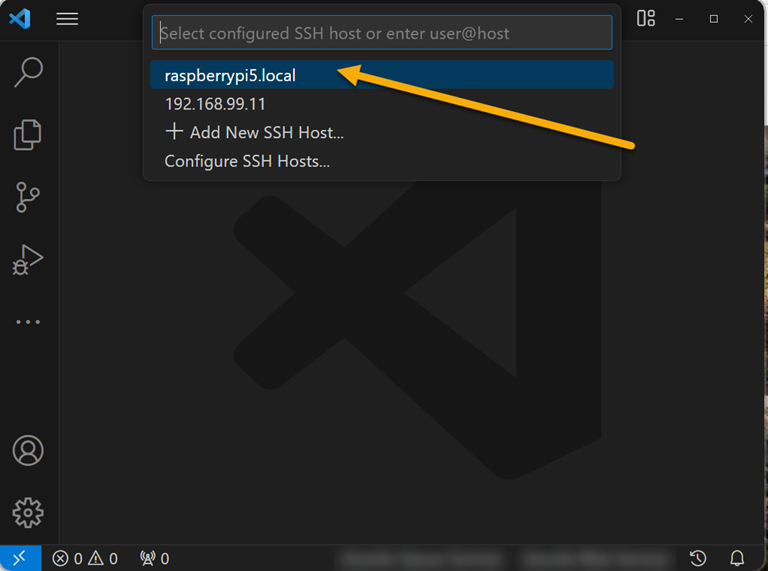 Select configured SSH host or enter user@host
raspberrypi5.local
192.168.99.11
Add New SSH Host...
Configure SSH Hosts...
0 0 0